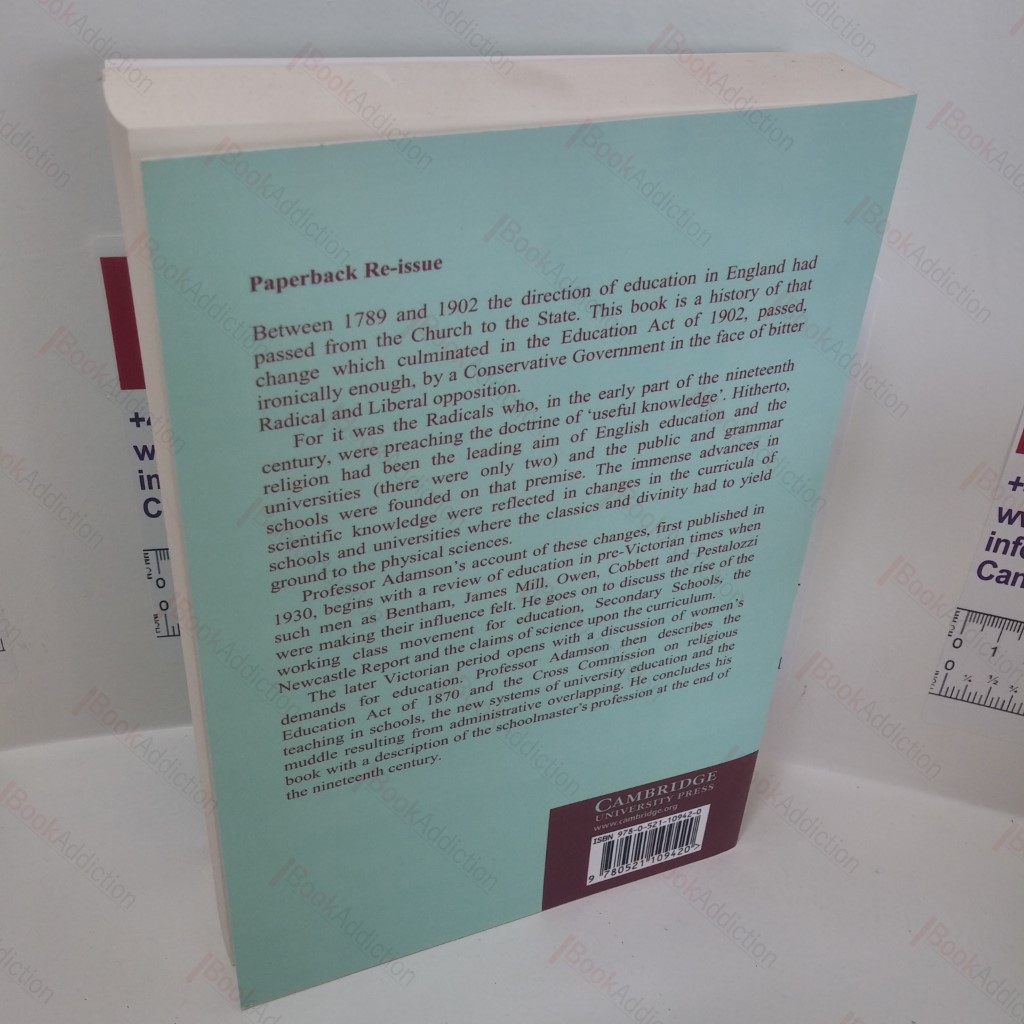 Paperback Re-issue
Between 1789 and 1902 the direction of education in England had
passed from the Church to the State. This book is a history of that
change which culminated in the Education Act of 1902, passed,
ironically enough, by a Conservative Government in the face of bitter
Radical and Liberal opposition.
For it was the Radicals who, in the early part of the nineteenth
century, were preaching the doctrine of ‘useful knowledge’. Hitherto,
religion had been the leading aim of English education and the
universities (there were only two) and the public and grammar
schools were founded on that premise. The immense advances in
scientific knowledge were reflected in changes in the curricula of
schools and universities where the classics and divinity had to yield
ground to the physical sciences.
Professor Adamson’s account of these changes, first published in
1930, begins with a review of education in pre-Victorian times when
such men as Bentham, James Mill, Owen, Cobbett and Pestalozzi
were making their influence felt. He goes on to discuss the rise of the
working class movement for education, Secondary Schools, the
Newcastle Report and the claims of science upon the curriculum.
The later Victorian period opens with a discussion of women’s
demands for education. Professor Adamson then describes the
Education Act of 1870 and the Cross Commission on religious
teaching in schools, the new systems of university education and the
muddle resulting from administrative overlapping. He concludes his
book with a description of the schoolmaster’s profession at the end of
the nineteenth century.
CAMBRIDGE
UNIVERSITY PRESS
www.cambridge.org
ISBN 978-0-521-10942-0
9 780521 109420 >
BookAddiction